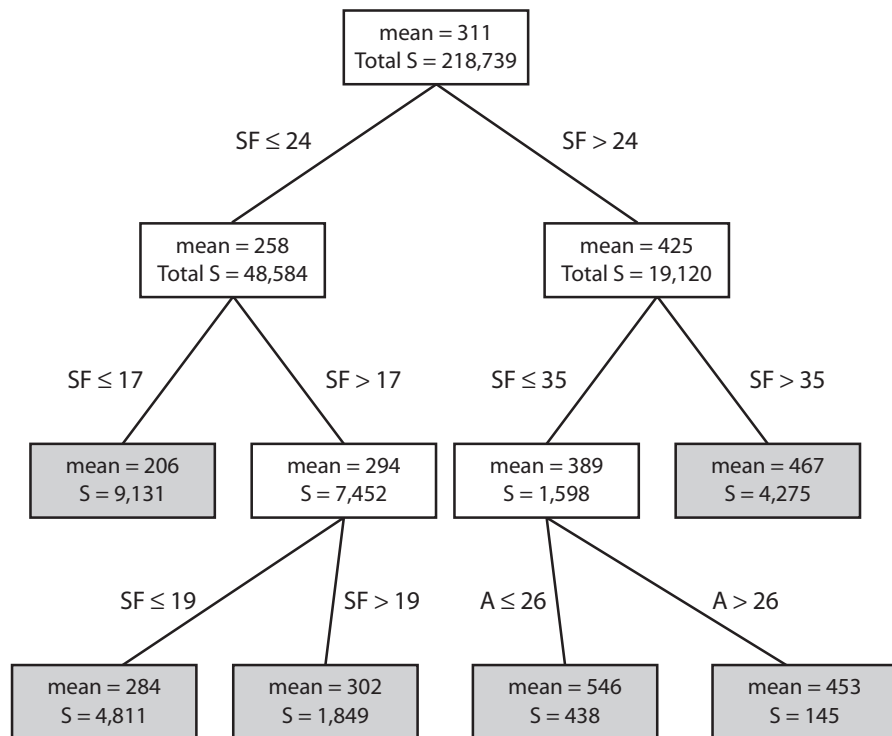 mean = 311
Total S = 218,739
SF ≤ 24
SF > 24
mean = 258
Total S = 48,584
mean = 425
Total S = 19,120
SF ≤ 17
SF > 17
SF ≤ 35
SF > 35
mean = 206
S = 9,131
mean = 294
S = 7,452
mean = 389
S = 1,598
mean = 467
S = 4,275
SF ≤ 19
SF > 19
A ≤ 26
A > 26
mean = 284
S = 4,811
mean = 302
S = 1,849
mean = 546
S = 438
mean = 453
S = 145